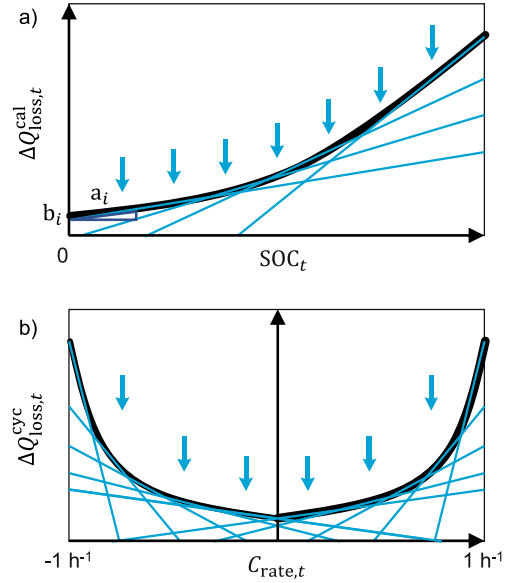 a)
ΔQ^cal_loss,t
a_i
b_i
0
SOC_t
b)
ΔQ^cyc_loss,t
-1 h⁻¹
C_rate,t
1 h⁻¹